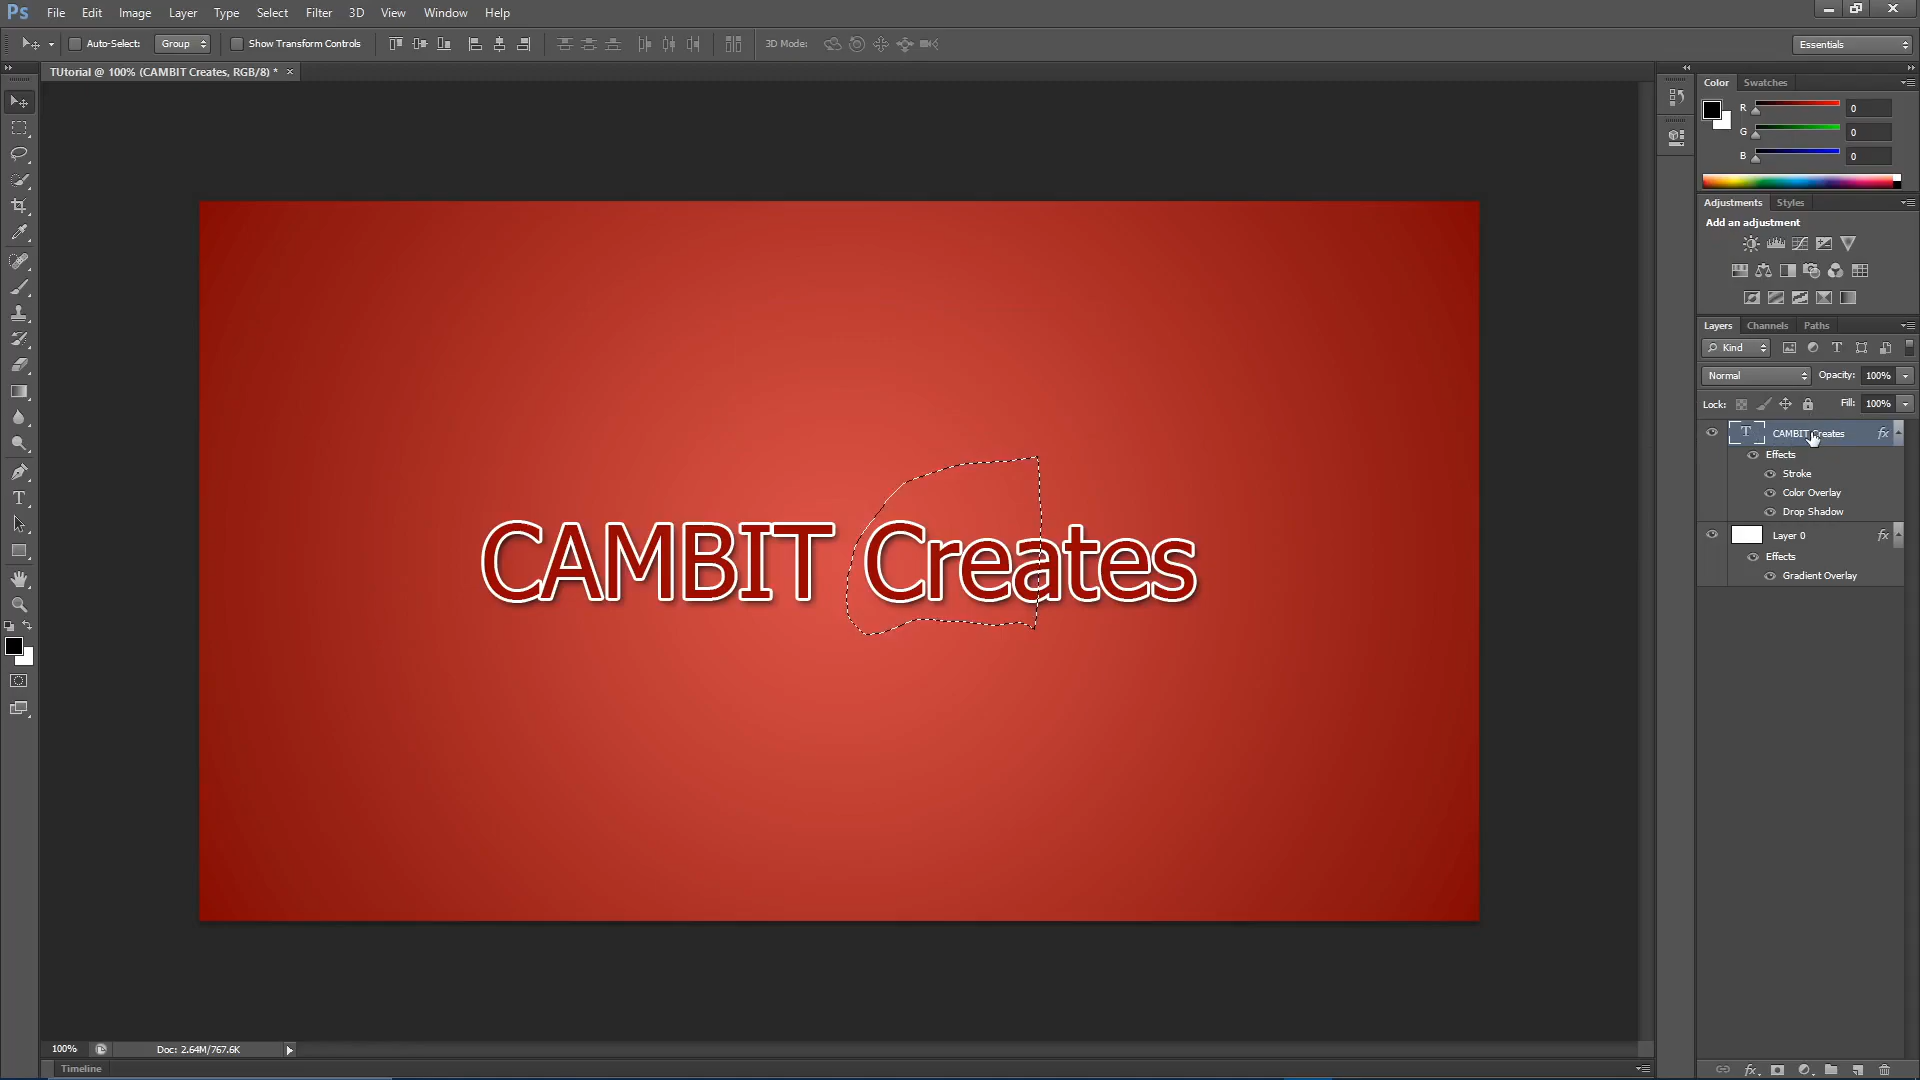 Ps File Edit Image Layer Type Select Filter 3D View Window Help
Auto-Select: Group Show Transform Controls 3D Mode: Essentials
TUtorial @ 100% (CAMBIT Creates, RGB/8) * ×
Color Swatches
R 0
G 0
B 0
Adjustments Styles
Add an adjustment
Layers Channels Paths
Kind
Normal Opacity: 100%
Lock: Fill: 100%
T CAMBIT Creates fx
Effects
Stroke
Color Overlay
Drop Shadow
Layer 0 fx
Effects
Gradient Overlay
CAMBIT Creates
100% Doc: 2.64M/767.6K
Timeline